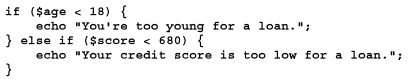 if ($age < 18) {
    echo "You're too young for a loan.";
} else if ($score < 680) {
    echo "Your credit score is too low for a loan.";
}